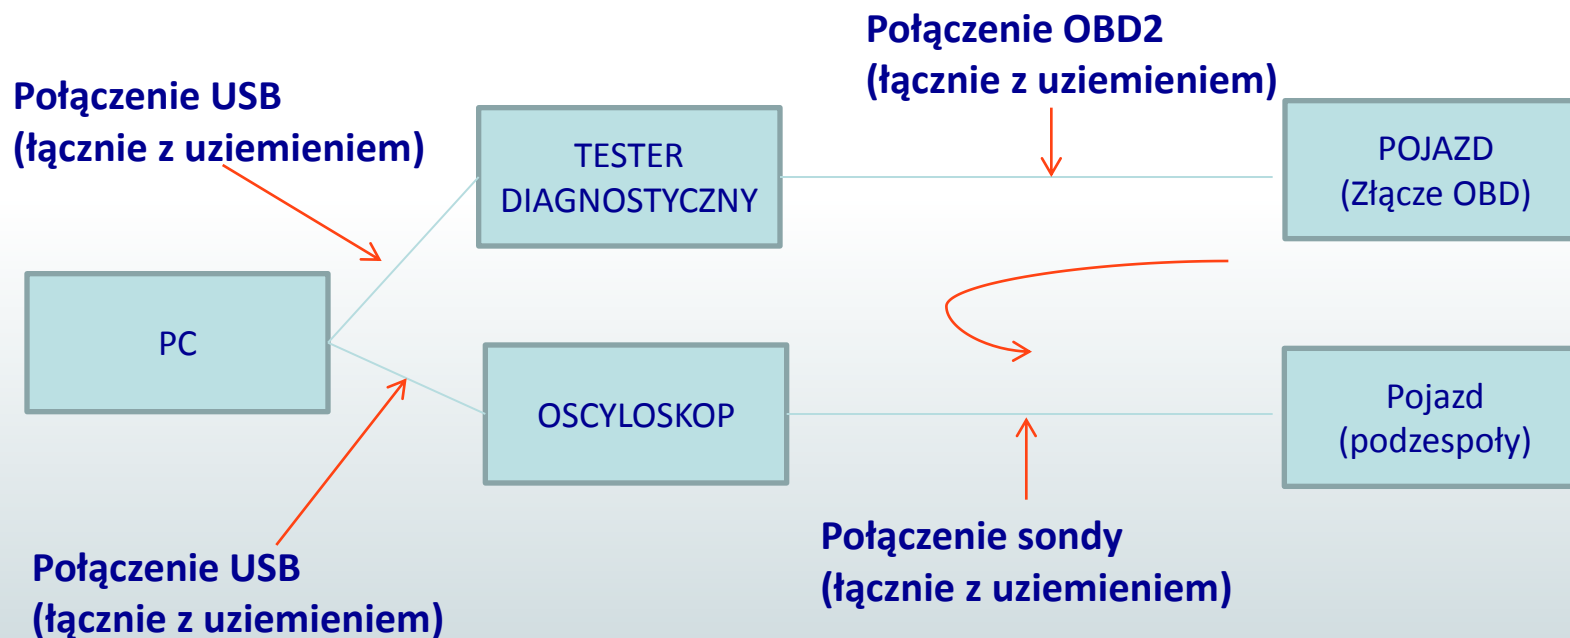 Połączenie OBD2
(łącznie z uziemieniem)
Połączenie USB
(łącznie z uziemieniem)
TESTER
DIAGNOSTYCZNY
POJAZD
(Złącze OBD)
PC
OSCYLOSKOP
Pojazd
(podzespoły)
Połączenie sondy
(łącznie z uziemieniem)
Połączenie USB
(łącznie z uziemieniem)